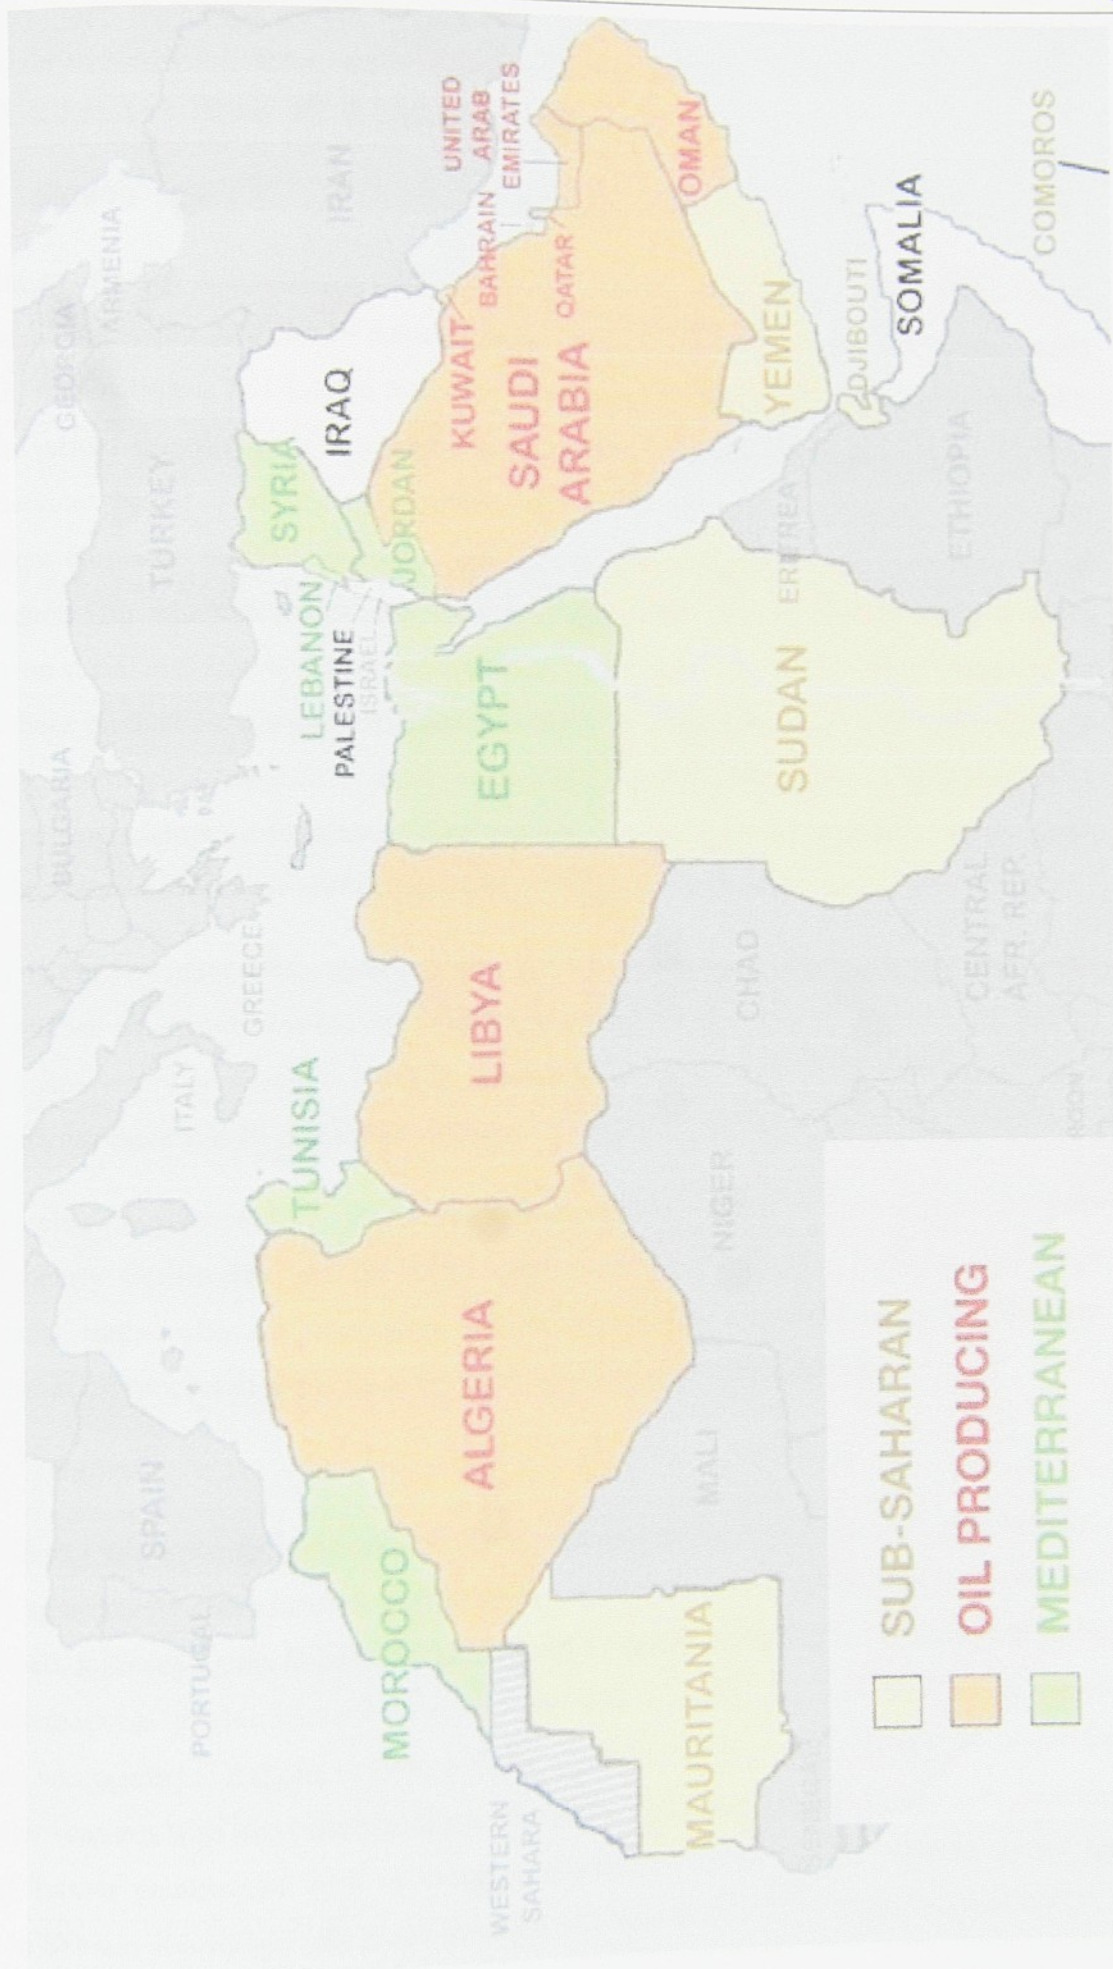 GEORGIA
ARMENIA
BULGARIA
TURKEY
IRAN
PORTUGAL
SPAIN
ITALY
GREECE
SYRIA
LEBANON
PALESTINE
ISRAEL
IRAQ
JORDAN
KUWAIT
BAHRAIN
UNITED
ARAB
EMIRATES
QATAR
SAUDI
ARABIA
OMAN
YEMEN
TUNISIA
MOROCCO
ALGERIA
LIBYA
EGYPT
WESTERN
SAHARA
MAURITANIA
MALI
NIGER
CHAD
SUDAN
ERITREA
DJIBOUTI
SOMALIA
ETHIOPIA
COMOROS
CENTRAL
AFR. REP.
SUB-SAHARAN
OIL PRODUCING
MEDITERRANEAN